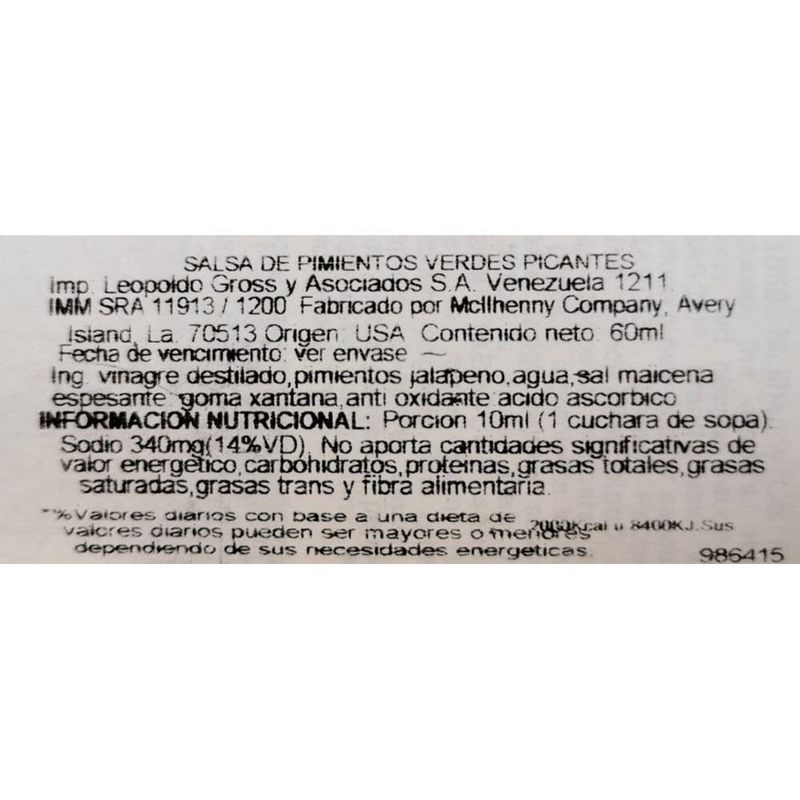 SALSA DE PIMIENTOS VERDES PICANTES
Imp. Leopoldo Gross y Asociados S.A. Venezuela 1211.
IMM SRA 11913 / 1200 Fabricado por McIlhenny Company, Avery
Island, La. 70513 Origen: USA Contenido neto: 60ml
Fecha de vencimiento: ver envase —
Ing. vinagre destilado,pimientos jalapeno,agua,sal maicena
espesante: goma xantana,anti oxidante acido ascorbico
INFORMACION NUTRICIONAL: Porcion 10ml (1 cuchara de sopa).
Sodio 340mg(14%VD). No aporta cantidades significativas de
valor energetico,carbohidratos,proteinas,grasas totales,grasas
saturadas,grasas trans y fibra alimentaria.
*%Valores diarios con base a una dieta de 2000Kcal u 8400KJ.Sus
valores diarios pueden ser mayores o menores
dependiendo de sus necesidades energeticas.
986415